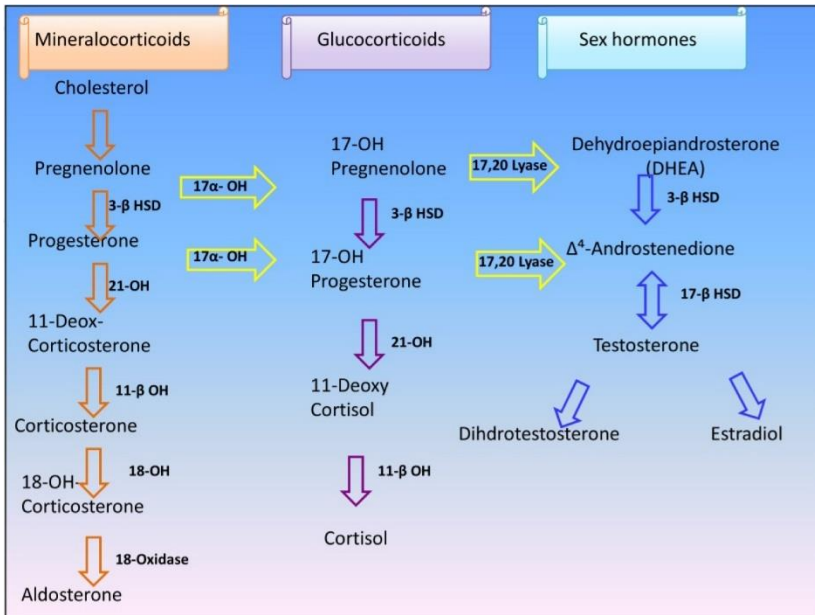 Mineralocorticoids
Glucocorticoids
Sex hormones
Cholesterol
Pregnenolone
3-β HSD
Progesterone
21-OH
11-Deox-
Corticosterone
11-β OH
Corticosterone
18-OH
18-OH-
Corticosterone
18-Oxidase
Aldosterone
17α- OH
17α- OH
17-OH
Pregnenolone
3-β HSD
17-OH
Progesterone
21-OH
11-Deoxy
Cortisol
11-β OH
Cortisol
17,20 Lyase
17,20 Lyase
Dehydroepiandrosterone
(DHEA)
3-β HSD
Δ⁴-Androstenedione
17-β HSD
Testosterone
Dihdrotestosterone
Estradiol